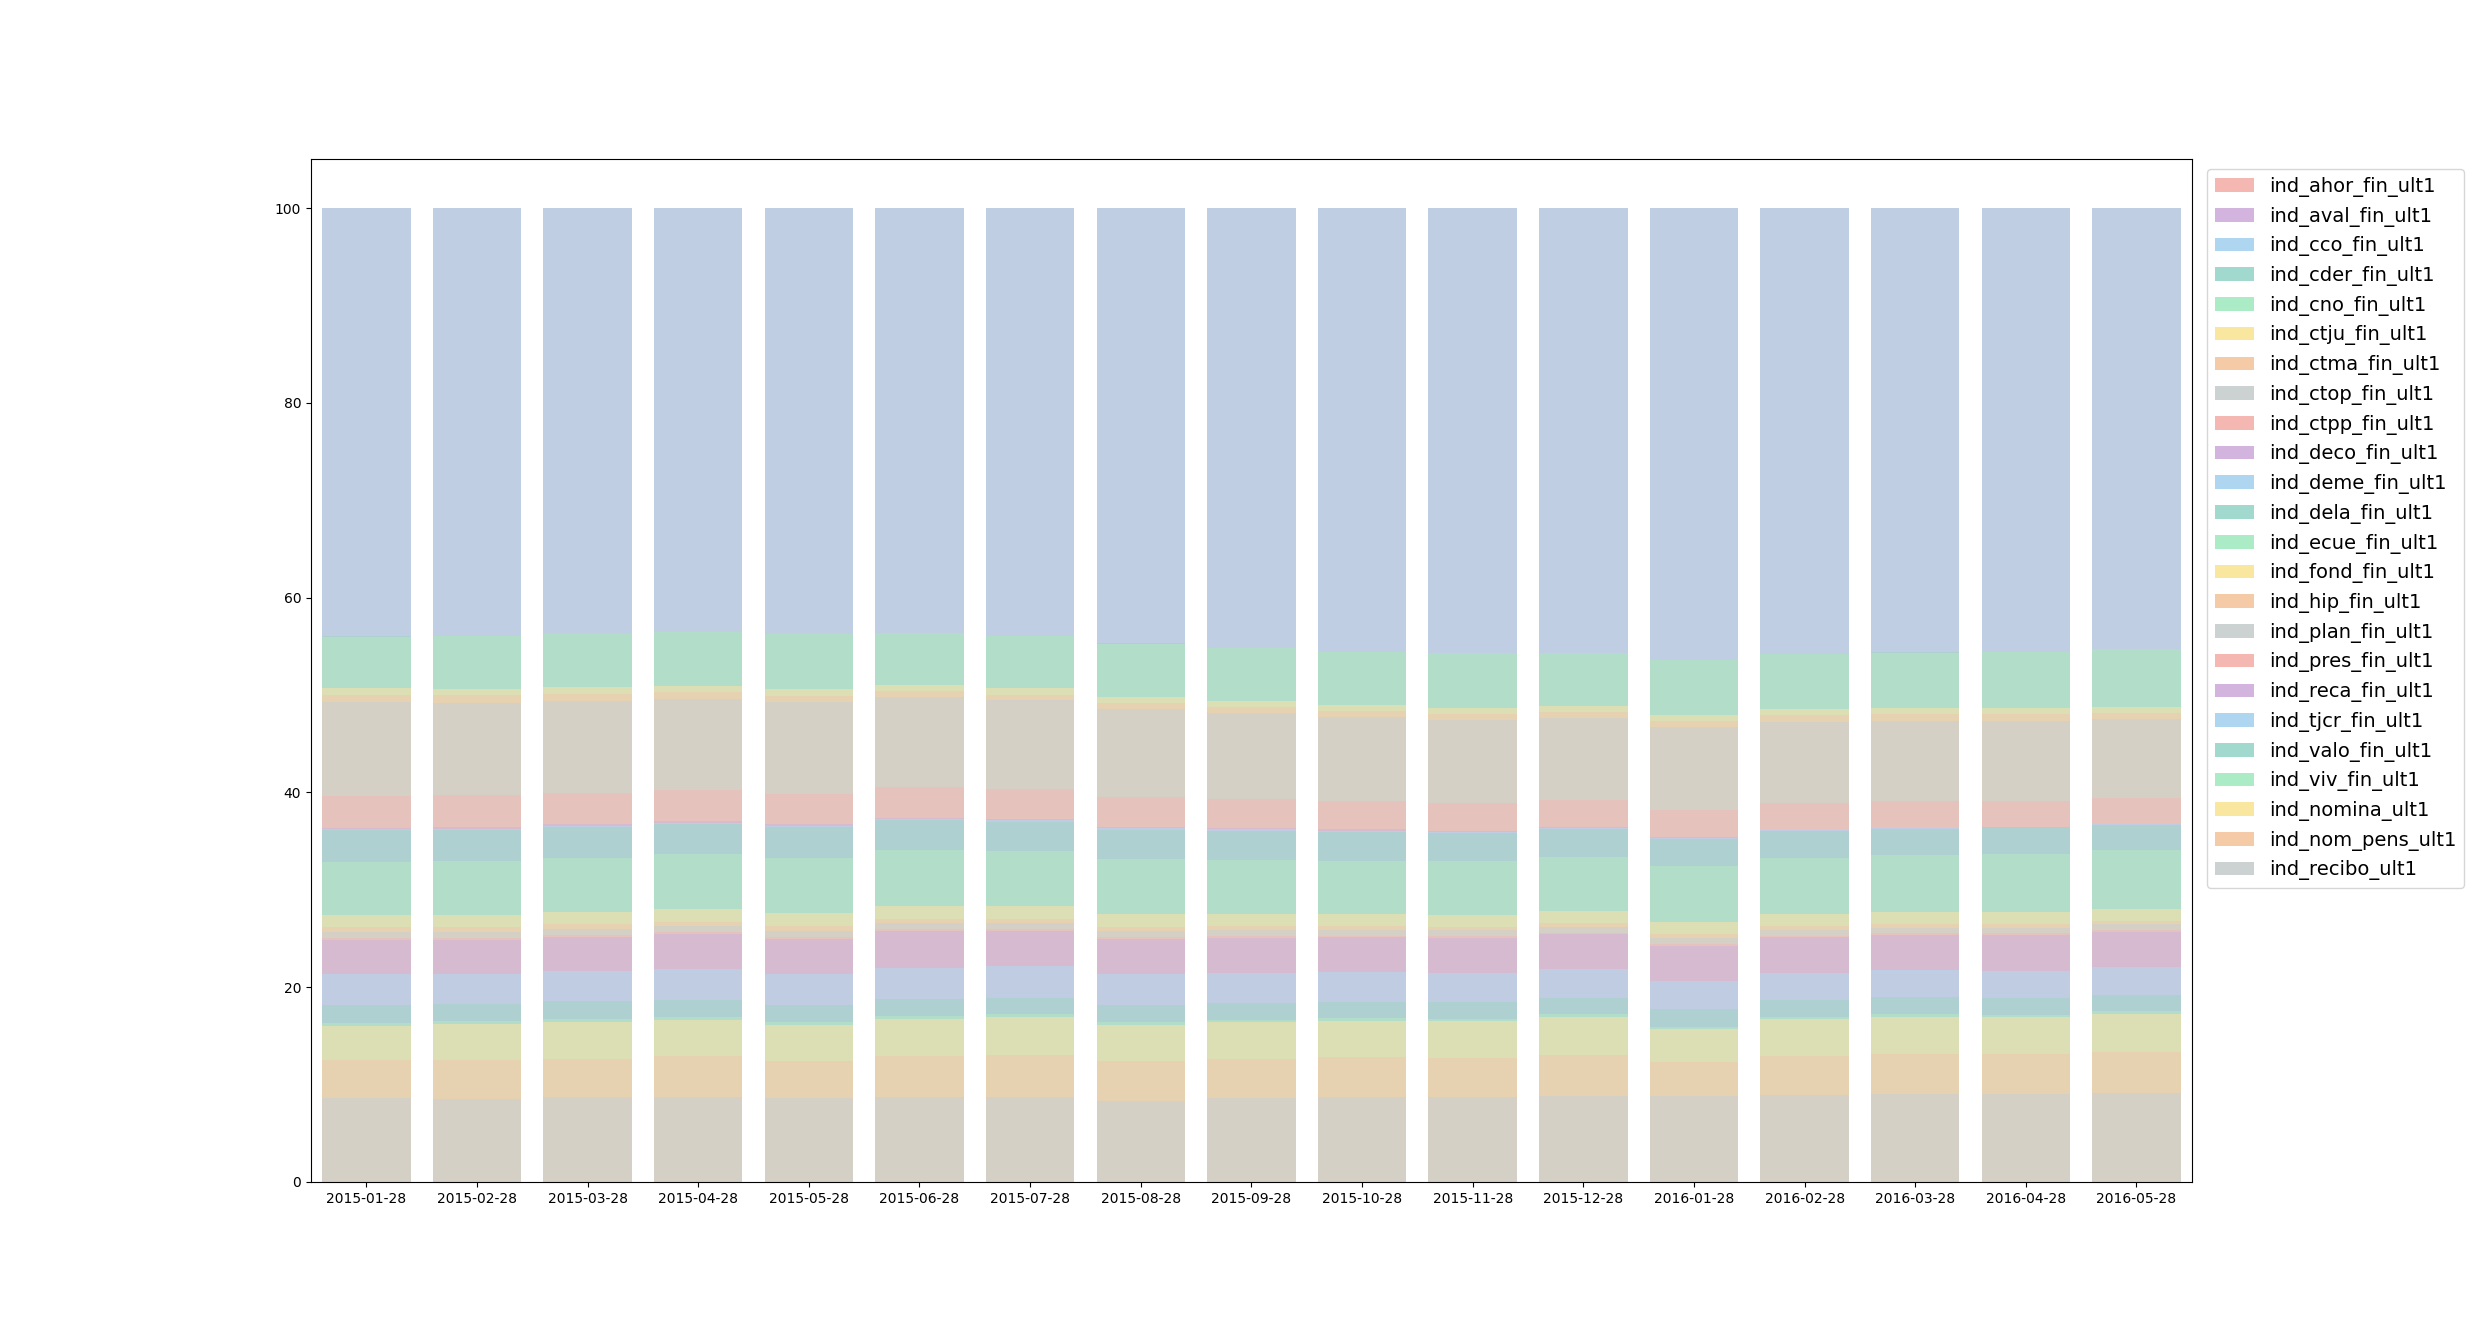 100
80
60
40
20
0
2015-01-28 2015-02-28 2015-03-28 2015-04-28 2015-05-28 2015-06-28 2015-07-28 2015-08-28 2015-09-28 2015-10-28 2015-11-28 2015-12-28 2016-01-28 2016-02-28 2016-03-28 2016-04-28 2016-05-28
ind_ahor_fin_ult1
ind_aval_fin_ult1
ind_cco_fin_ult1
ind_cder_fin_ult1
ind_cno_fin_ult1
ind_ctju_fin_ult1
ind_ctma_fin_ult1
ind_ctop_fin_ult1
ind_ctpp_fin_ult1
ind_deco_fin_ult1
ind_deme_fin_ult1
ind_dela_fin_ult1
ind_ecue_fin_ult1
ind_fond_fin_ult1
ind_hip_fin_ult1
ind_plan_fin_ult1
ind_pres_fin_ult1
ind_reca_fin_ult1
ind_tjcr_fin_ult1
ind_valo_fin_ult1
ind_viv_fin_ult1
ind_nomina_ult1
ind_nom_pens_ult1
ind_recibo_ult1